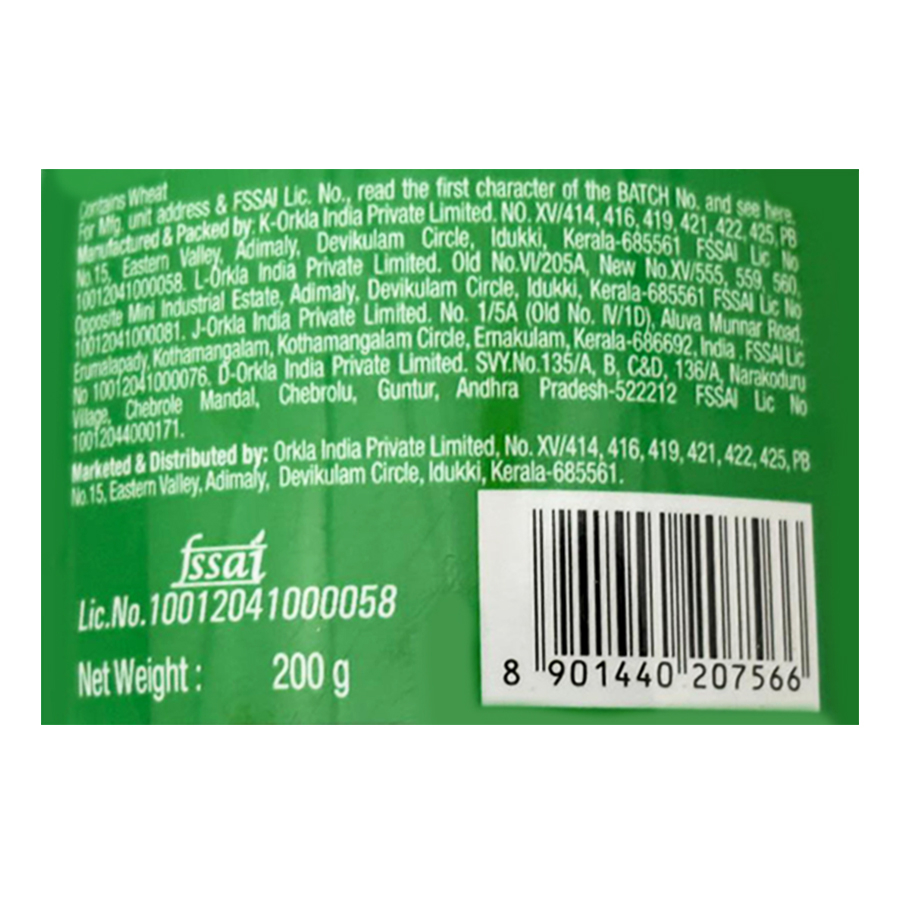 Contains Wheat
For Mfg. unit address & FSSAI Lic. No., read the first character of the BATCH No. and see here.
Manufactured & Packed by: K-Orkla India Private Limited. NO. XV/414, 416, 419, 421, 422, 425, PB
No.15, Eastern Valley, Adimaly, Devikulam Circle, Idukki, Kerala-685561 FSSAI Lic No
10012041000058. L-Orkla India Private Limited. Old No.VI/205A, New No.XV/555, 559, 560,
Opposite Mini Industrial Estate, Adimaly, Devikulam Circle, Idukki, Kerala-685561 FSSAI Lic No
10012041000081. J-Orkla India Private Limited. No. 1/5A (Old No. IV/1D), Aluva Munnar Road,
Erumalapady, Kothamangalam, Kothamangalam Circle, Ernakulam, Kerala-686692, India . FSSAI Lic
No 10012041000076. D-Orkla India Private Limited. SVY.No.135/A, B, C&D, 136/A, Narakoduru
Village, Chebrole Mandal, Chebrolu, Guntur, Andhra Pradesh-522212 FSSAI Lic No
10012044000171.
Marketed & Distributed by: Orkla India Private Limited, No. XV/414, 416, 419, 421, 422, 425, PB
No.15, Eastern Valley, Adimaly, Devikulam Circle, Idukki, Kerala-685561.
fssai
Lic.No.10012041000058
Net Weight : 200 g
8 901440 207566